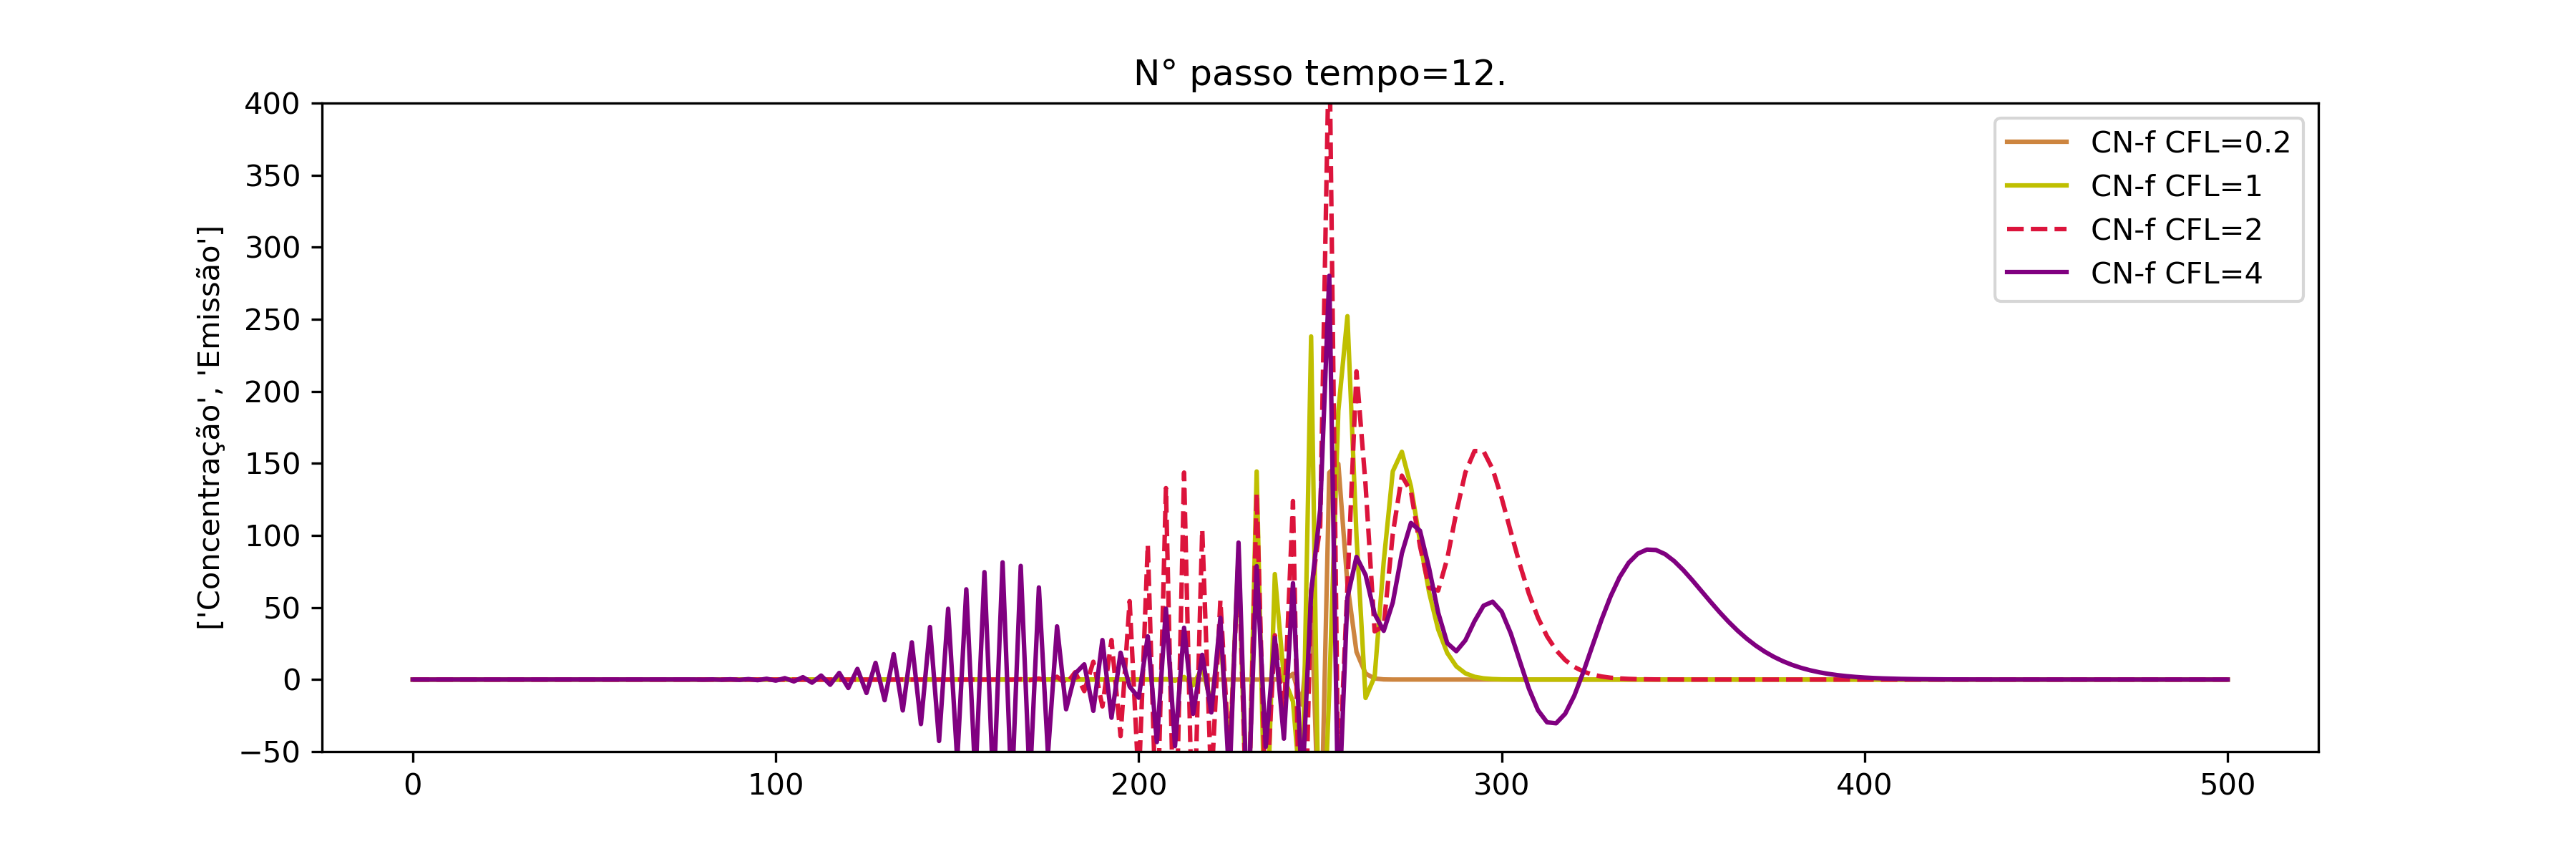 N° passo tempo=12.
['Concentração', 'Emissão']
400
350
300
250
200
150
100
50
0
−50
0 100 200 300 400 500
CN-f CFL=0.2
CN-f CFL=1
CN-f CFL=2
CN-f CFL=4